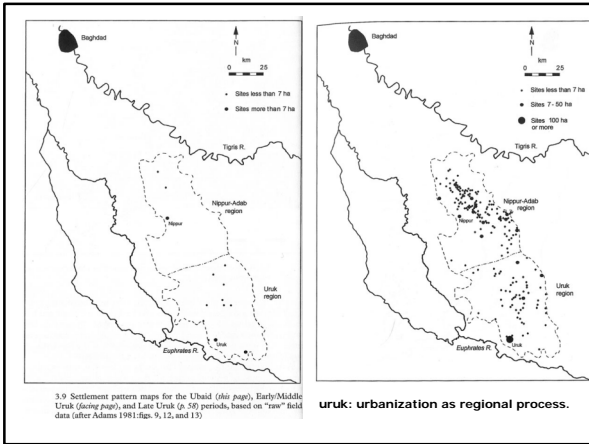 Baghdad
N
km
0 25
Sites less than 7 ha
Sites more than 7 ha
Tigris R.
Nippur-Adab
region
Nippur
Uruk
region
Uruk
Euphrates R.
3.9 Settlement pattern maps for the Ubaid (this page), Early/Middle
Uruk (facing page), and Late Uruk (p. 58) periods, based on "raw" field
data (after Adams 1981:figs. 9, 12, and 13)
Baghdad
N
km
0 25
Sites less than 7 ha
Sites 7 - 50 ha
Sites 100 ha
or more
Tigris R.
Nippur-Adab
region
Nippur
Uruk
region
Uruk
Euphrates R.
uruk: urbanization as regional process.